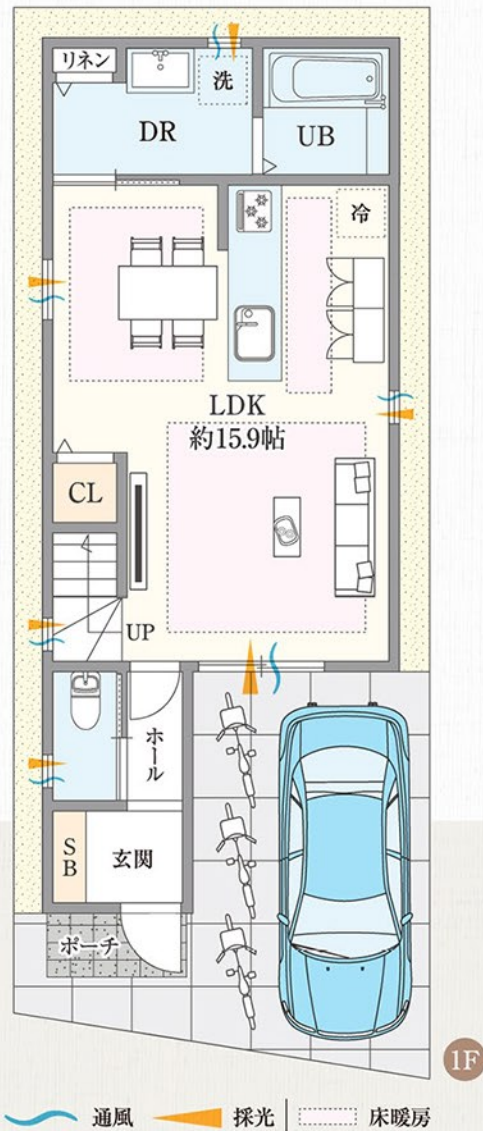 リネン
洗
DR
UB
冷
LDK
約15.9帖
CL
UP
ホール
SB
玄関
ポーチ
1F
通風
採光
床暖房